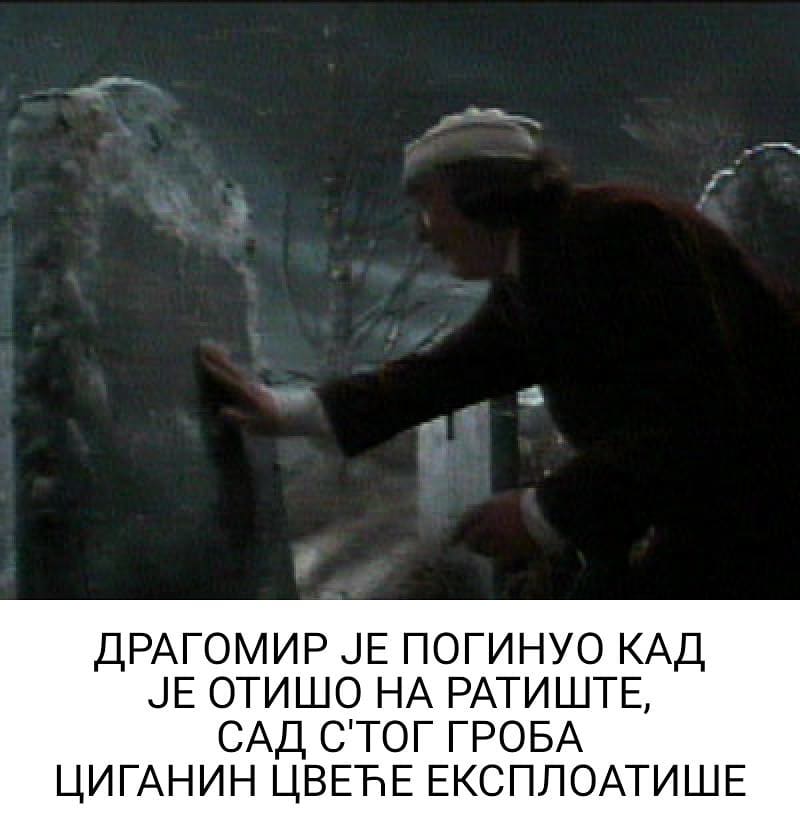 ДРАГОМИР ЈЕ ПОГИНУО КАД
ЈЕ ОТИШО НА РАТИШТЕ,
САД С'ТОГ ГРОБА
ЦИГАНИН ЦВЕЋЕ ЕКСПЛОАТИШЕ